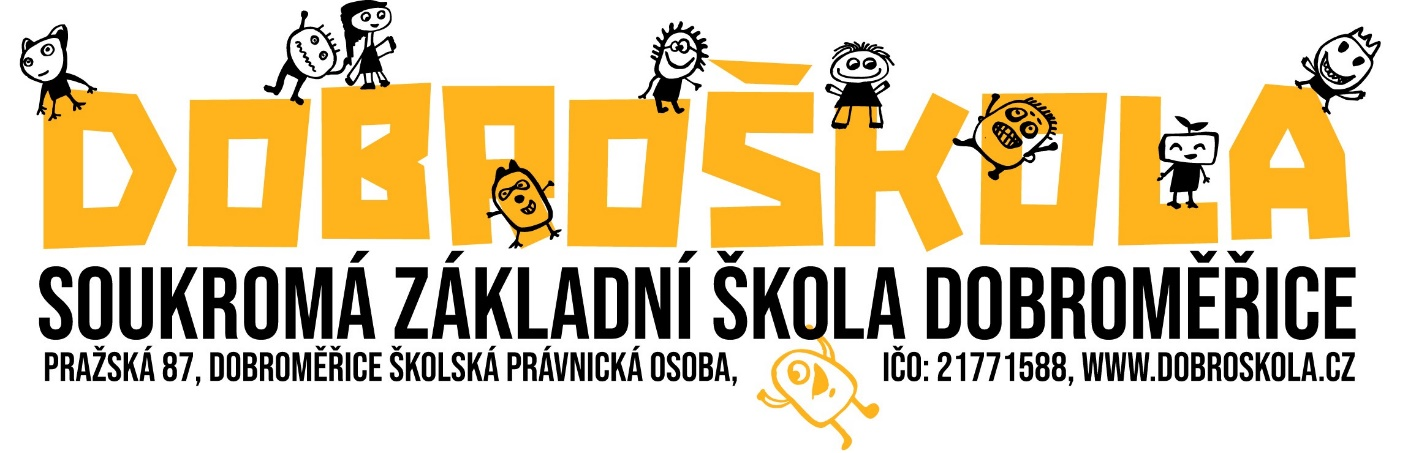 DOBROŠKOLA
SOUKROMÁ ZÁKLADNÍ ŠKOLA DOBROMĚŘICE
PRAŽSKÁ 87, DOBROMĚŘICE ŠKOLSKÁ PRÁVNICKÁ OSOBA, IČO: 21771588, WWW.DOBROSKOLA.CZ